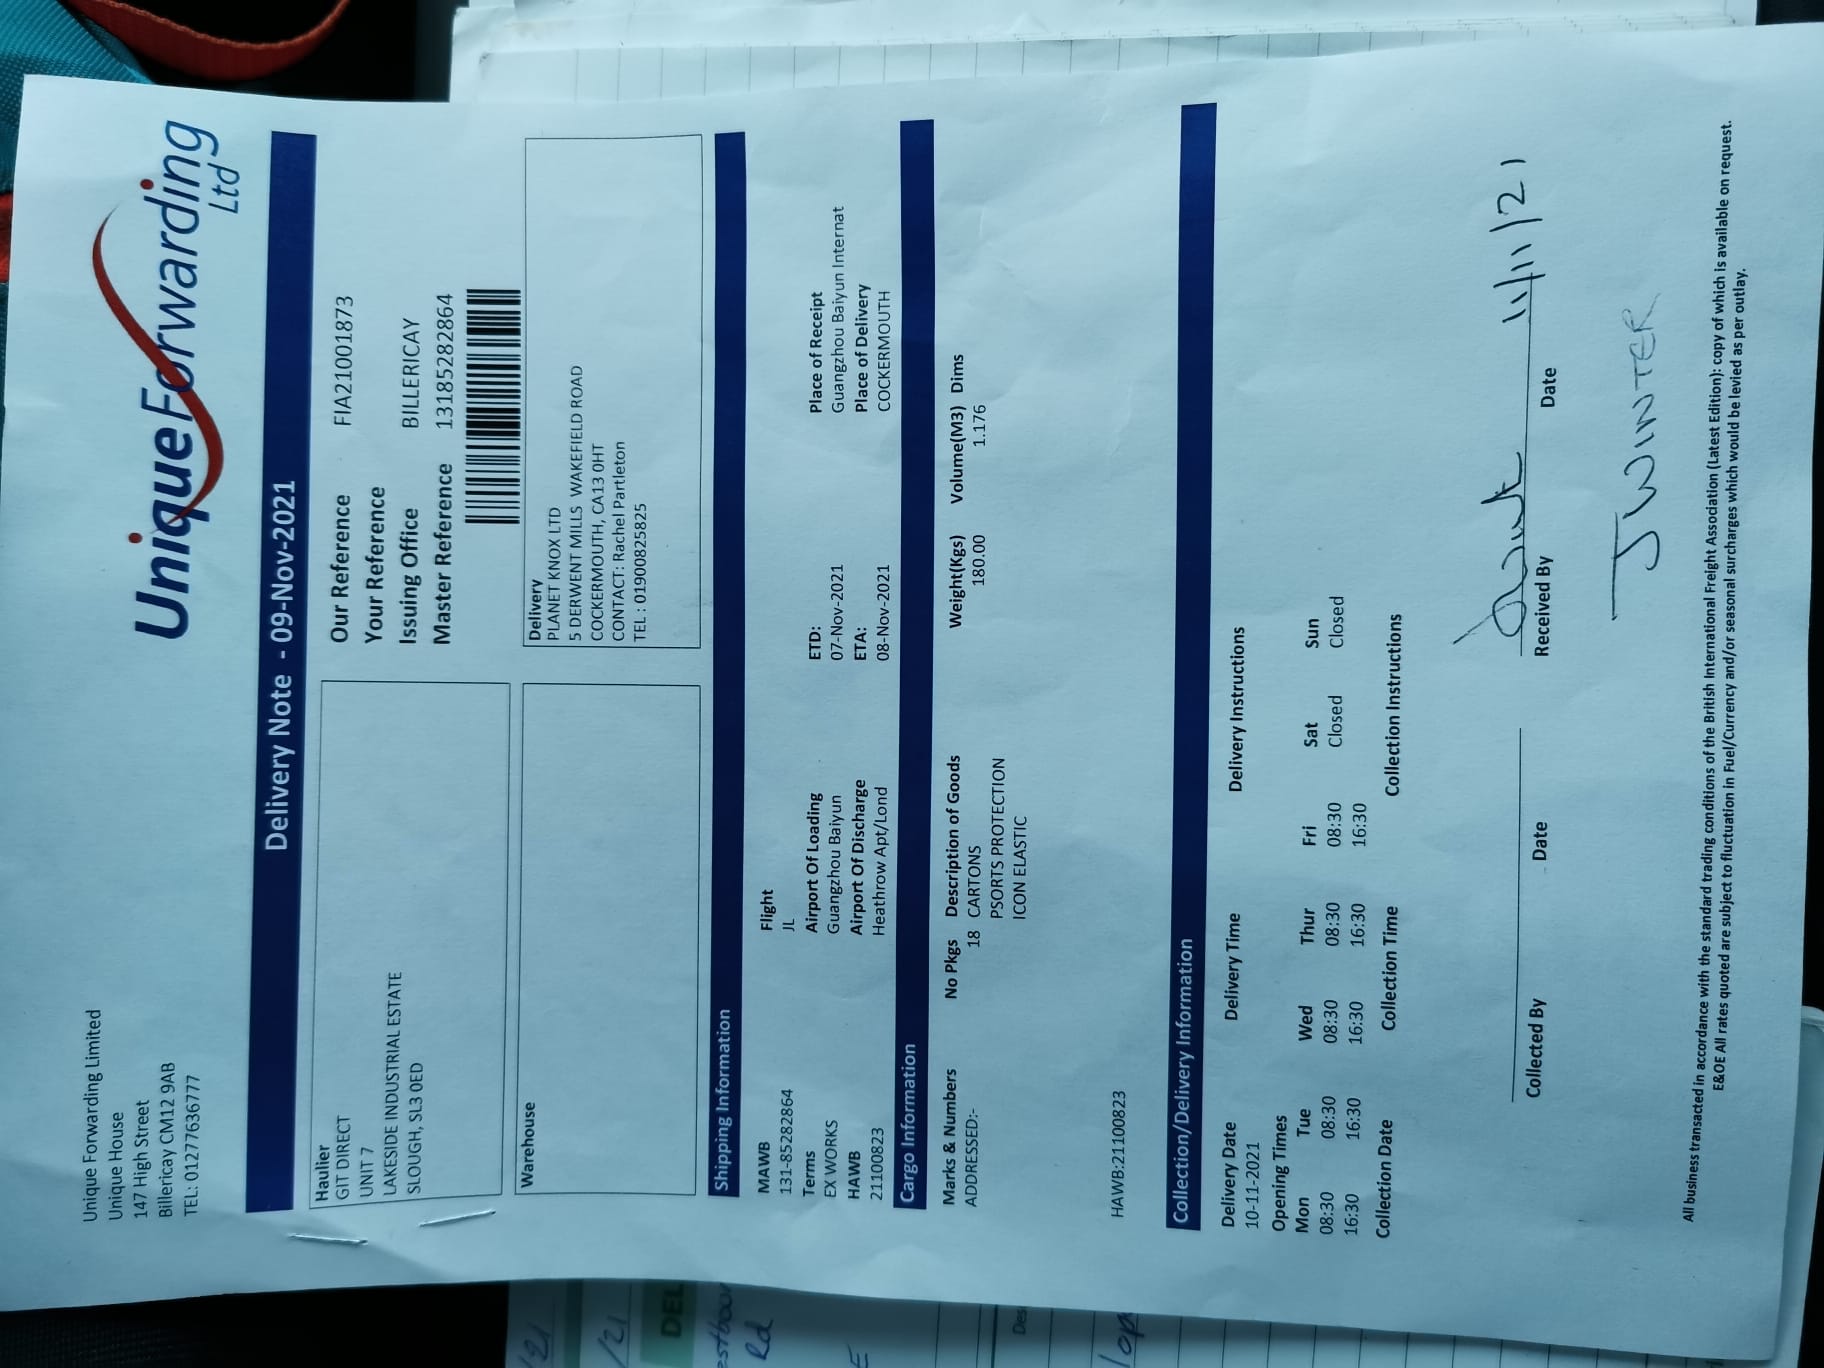 Unique Forwarding Limited
Unique House
147 High Street
Billericay CM12 9AB
TEL: 01277636777
UniqueForwarding
Ltd
Delivery Note - 09-Nov-2021
Haulier
GIT DIRECT
UNIT 7
LAKESIDE INDUSTRIAL ESTATE
SLOUGH, SL3 0ED
Our Reference FIA21001873
Your Reference
Issuing Office BILLERICAY
Master Reference 13185282864
Warehouse
Delivery
PLANET KNOX LTD
5 DERWENT MILLS WAKEFIELD ROAD
COCKERMOUTH, CA13 0HT
CONTACT: Rachel Partleton
TEL : 01900825825
Shipping Information
MAWB Flight
131-85282864 JL
Terms Airport Of Loading ETD: Place of Receipt
EX WORKS Guangzhou Baiyun 07-Nov-2021 Guangzhou Baiyun Internat
HAWB Airport Of Discharge ETA: Place of Delivery
21100823 Heathrow Apt/Lond 08-Nov-2021 COCKERMOUTH
Cargo Information
Marks & Numbers No Pkgs Description of Goods Weight(Kgs) Volume(M3) Dims
ADDRESSED:- 18 CARTONS 180.00 1.176
PSORTS PROTECTION
ICON ELASTIC
HAWB:21100823
Collection/Delivery Information
Delivery Date Delivery Time Delivery Instructions
10-11-2021
Opening Times
Mon Tue Wed Thur Fri Sat Sun
08:30 08:30 08:30 08:30 08:30 Closed Closed
16:30 16:30 16:30 16:30 16:30
Collection Date Collection Time Collection Instructions
11/11/21
Collected By Date Received By Date
J WINTER
All business transacted in accordance with the standard trading conditions of the British International Freight Association (Latest Edition): copy of which is available on request.
E&OE All rates quoted are subject to fluctuation in Fuel/Currency and/or seasonal surcharges which would be levied as per outlay.
/21
/21
DEL
Rd
Des